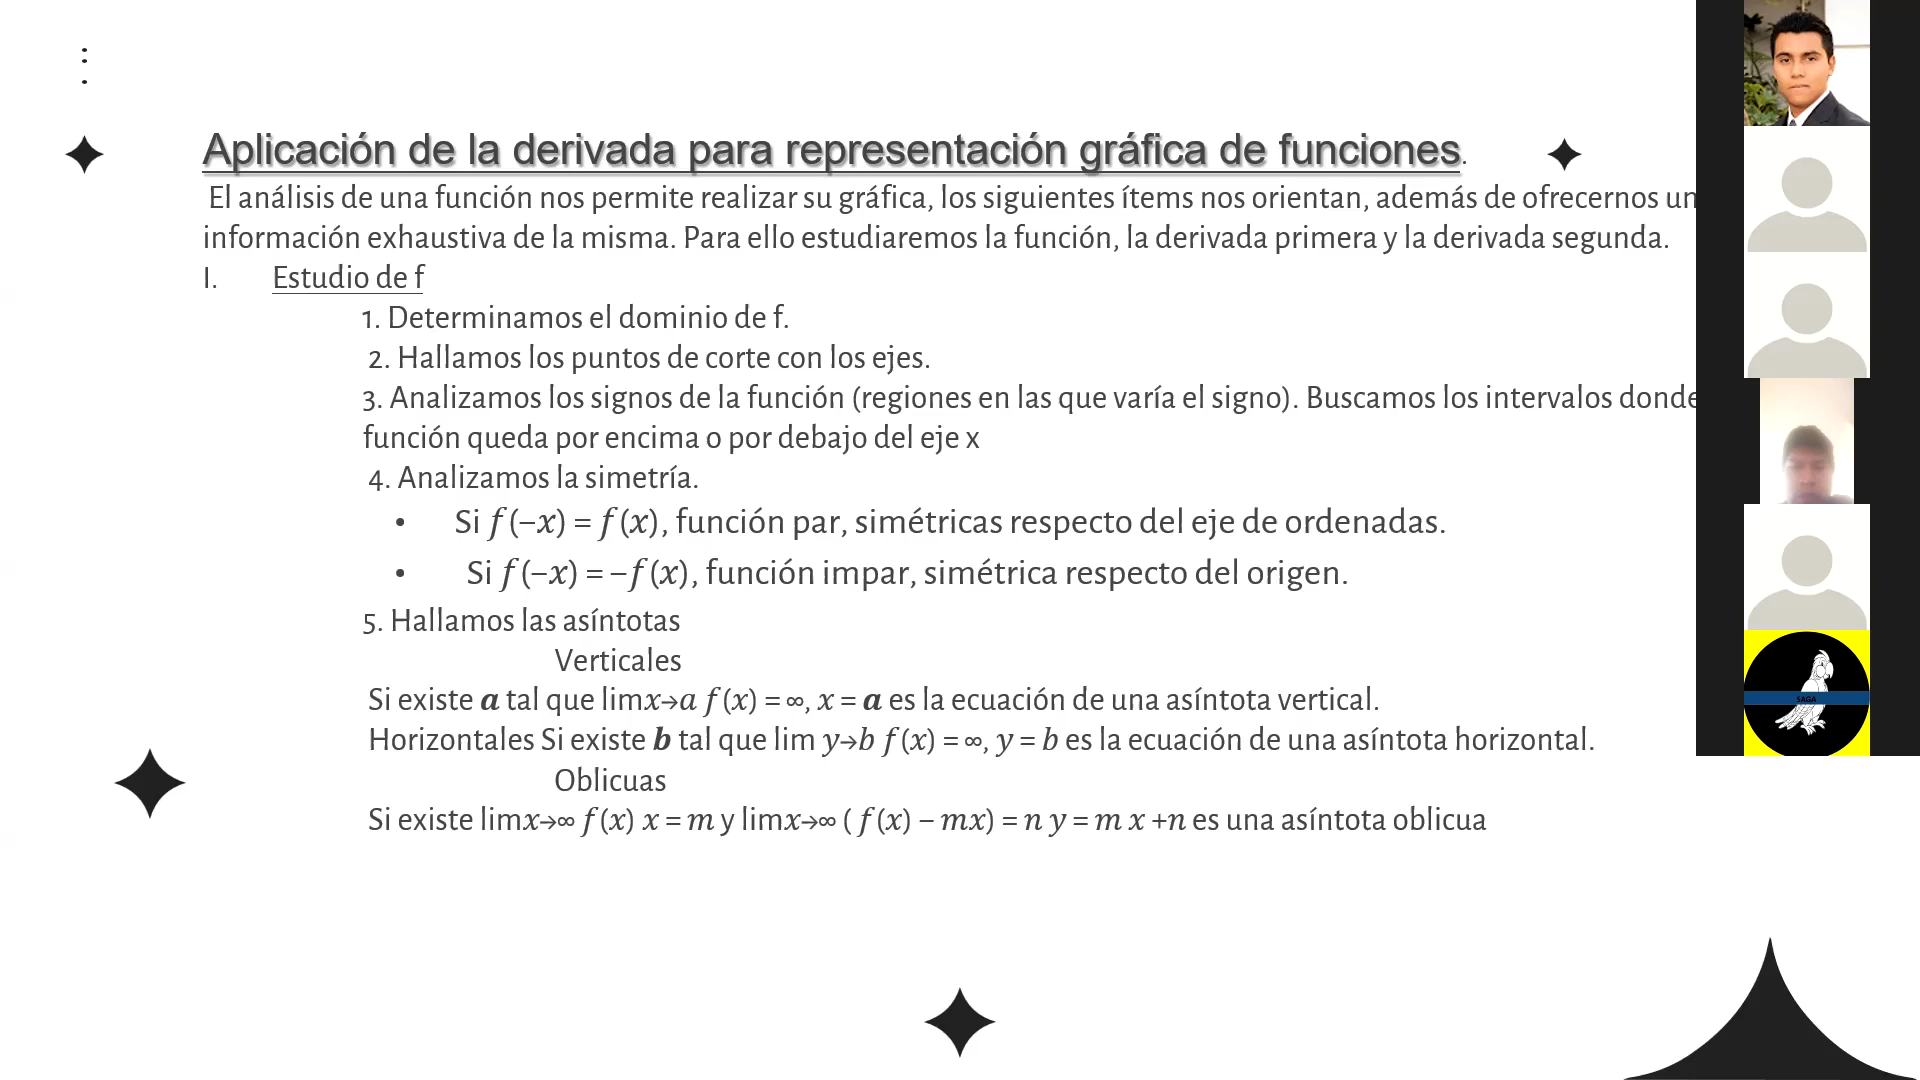 Aplicación de la derivada para representación gráfica de funciones.
El análisis de una función nos permite realizar su gráfica, los siguientes ítems nos orientan, además de ofrecernos un
información exhaustiva de la misma. Para ello estudiaremos la función, la derivada primera y la derivada segunda.
I. Estudio de f
1. Determinamos el dominio de f.
2. Hallamos los puntos de corte con los ejes.
3. Analizamos los signos de la función (regiones en las que varía el signo). Buscamos los intervalos donde
función queda por encima o por debajo del eje x
4. Analizamos la simetría.
• Si f(−x) = f(x), función par, simétricas respecto del eje de ordenadas.
• Si f(−x) = −f(x), función impar, simétrica respecto del origen.
5. Hallamos las asíntotas
Verticales
Si existe a tal que limx→a f(x) = ∞, x = a es la ecuación de una asíntota vertical.
Horizontales Si existe b tal que lim y→b f(x) = ∞, y = b es la ecuación de una asíntota horizontal.
Oblicuas
Si existe limx→∞ f(x) x = m y limx→∞ ( f(x) − mx) = n y = m x +n es una asíntota oblicua
SAGA